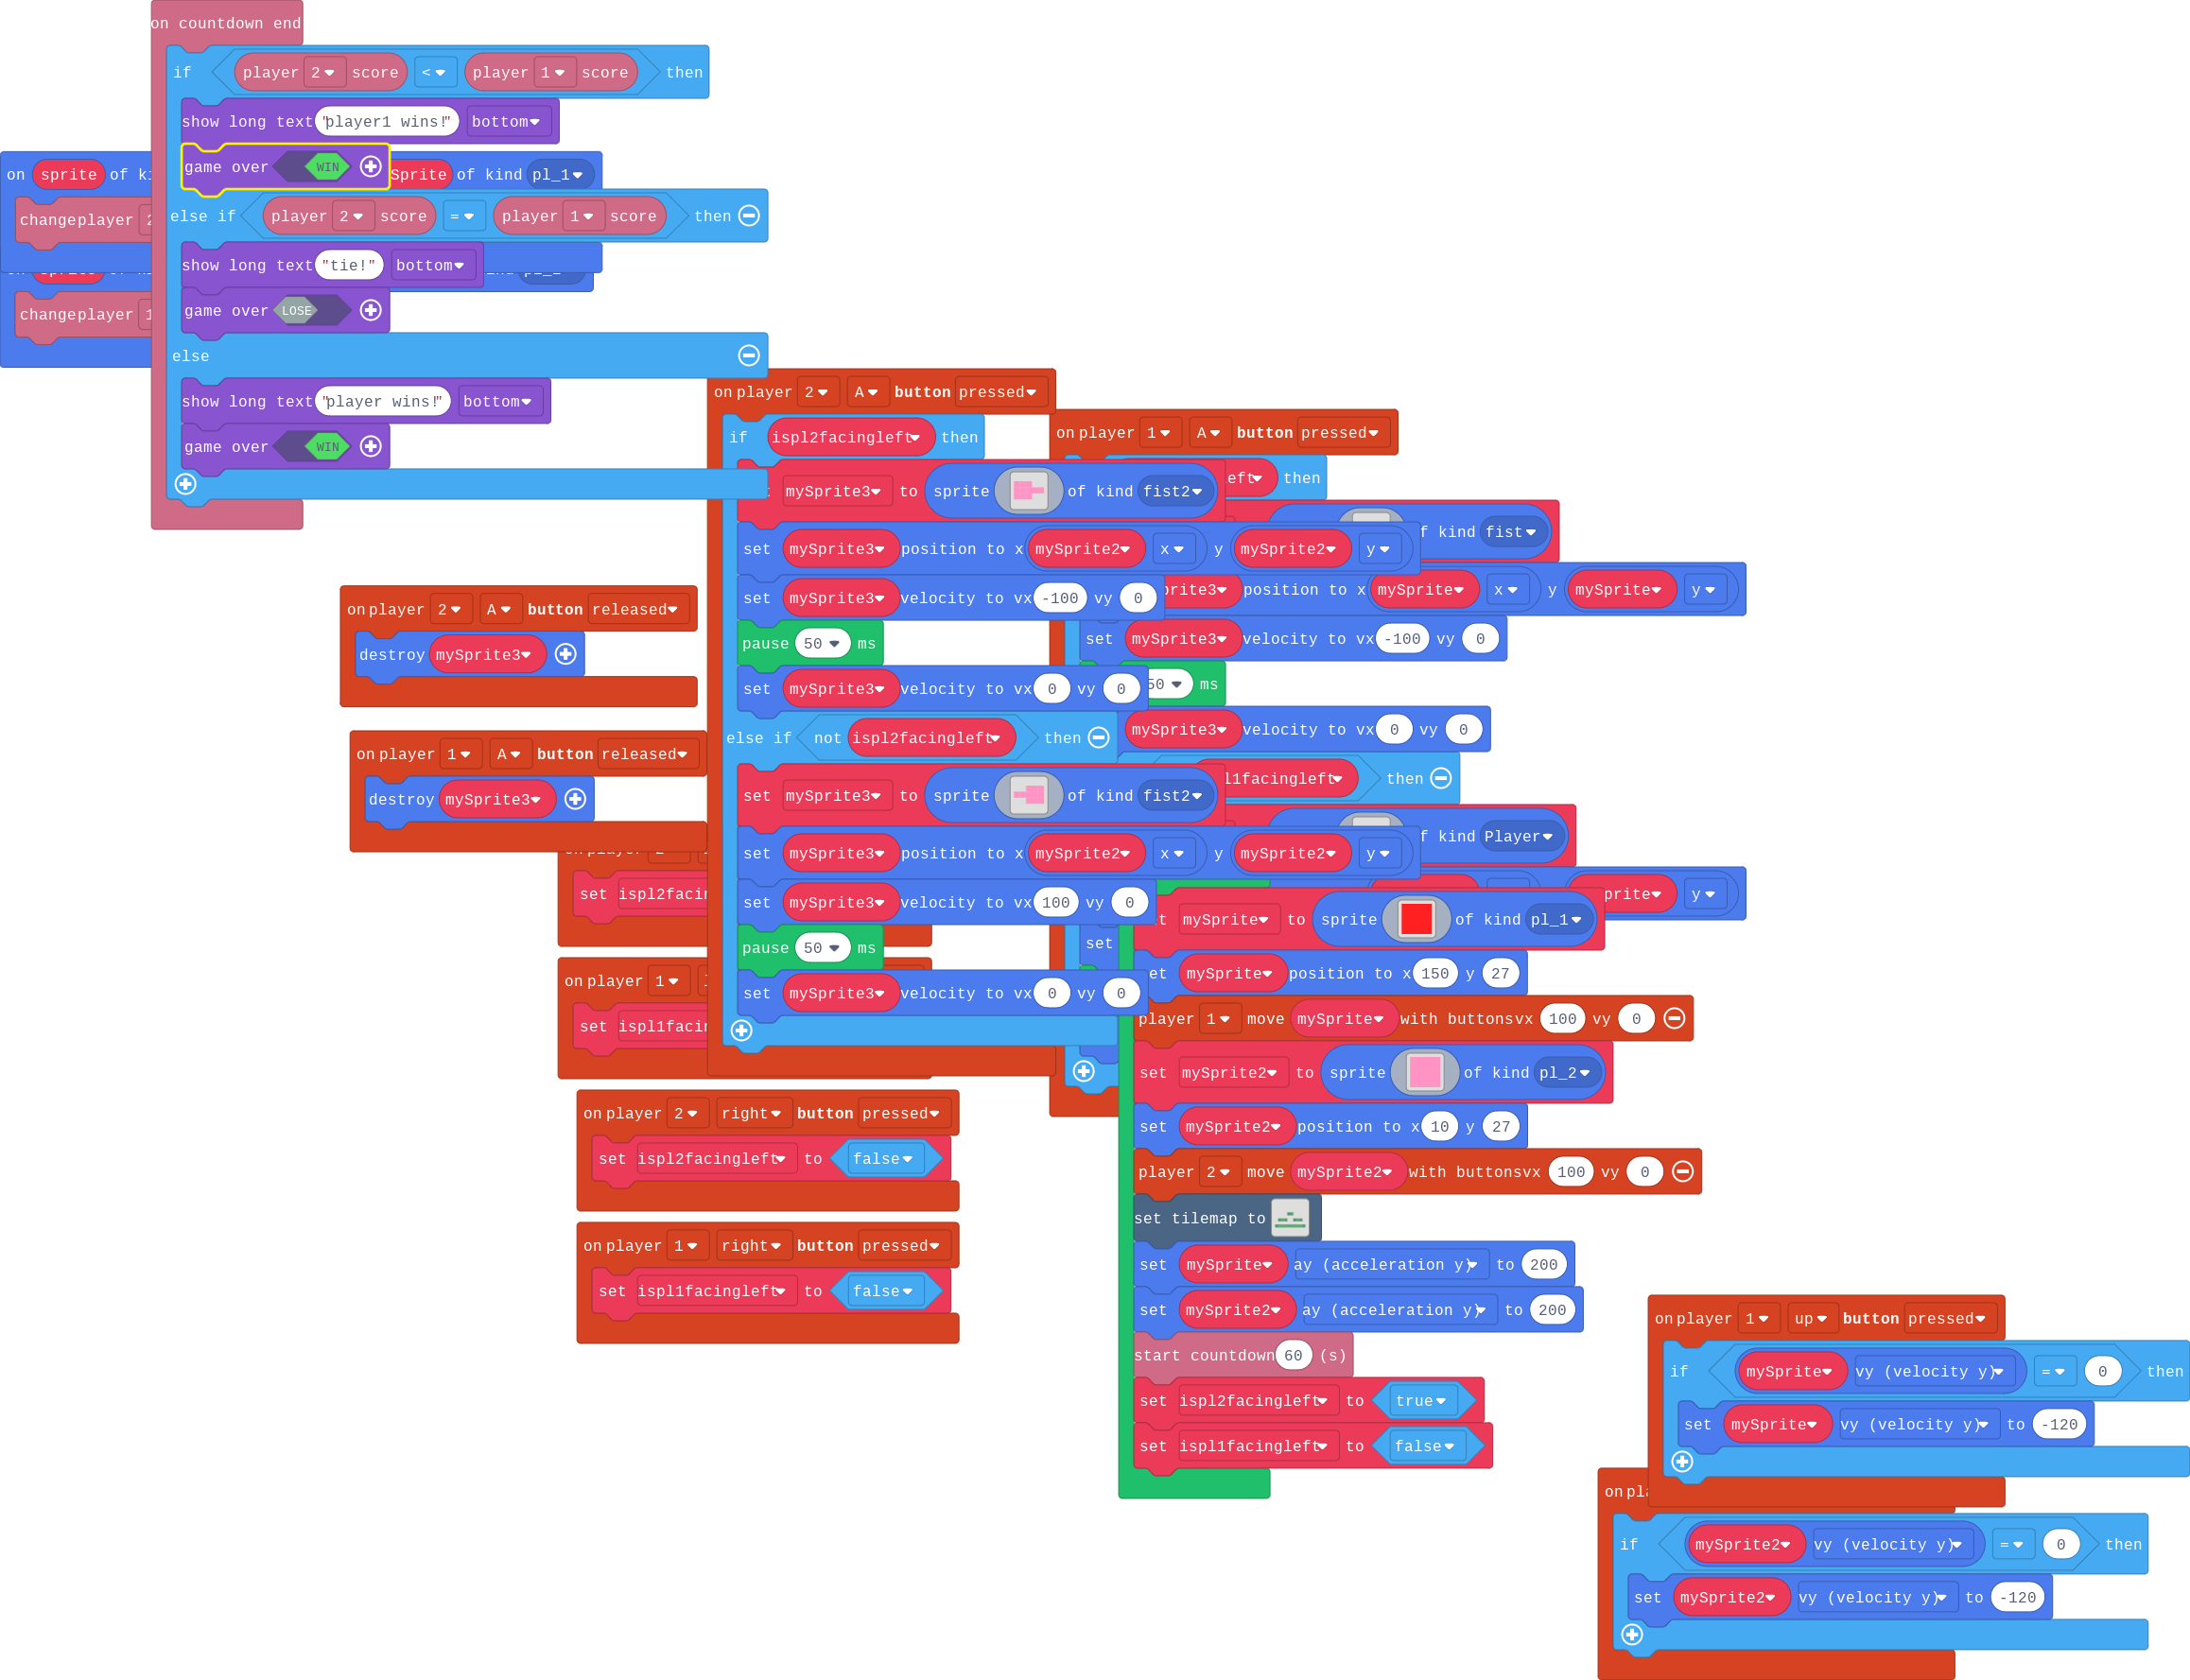 on countdown end
if player 2 score < player 1 score then
show long text "player1 wins!" bottom
game over WIN
else if player 2 score = player 1 score then
show long text "tie!" bottom
game over LOSE
else
show long text "player wins!" bottom
game over WIN
on sprite of
Sprite of kind pl_1
change player
change player 1
on player 2 A button released
destroy mySprite3
on player 1 A button released
destroy mySprite3
set
on player 1
set
on player 2 right button pressed
set ispl2facingleft to false
on player 1 right button pressed
set ispl1facingleft to false
on player 2 A button pressed
if ispl2facingleft then
mySprite3 to sprite of kind fist2
set mySprite3 position to x mySprite2 x y mySprite2 y
set mySprite3 velocity to vx -100 vy 0
pause 50 ms
set mySprite3 velocity to vx 0 vy 0
else if not ispl2facingleft then
set mySprite3 to sprite of kind fist2
set mySprite3 position to x mySprite2 x y mySprite2 y
set mySprite3 velocity to vx 100 vy 0
pause 50 ms
set mySprite3 velocity to vx 0 vy 0
on player 1 A button pressed
then
kind fist
position to x mySprite x y mySprite y
set mySprite3 velocity to vx -100 vy 0
50 ms
mySprite3 velocity to vx 0 vy 0
then
kind Player
y
set
mySprite to sprite of kind pl_1
mySprite position to x 150 y 27
player 1 move mySprite with buttons vx 100 vy 0
set mySprite2 to sprite of kind pl_2
set mySprite2 position to x 10 y 27
player 2 move mySprite2 with buttons vx 100 vy 0
set tilemap to
set mySprite ay (acceleration y) to 200
set mySprite2 ay (acceleration y) to 200
start countdown 60 (s)
set ispl2facingleft to true
set ispl1facingleft to false
on player 1 up button pressed
if mySprite vy (velocity y) = 0 then
set mySprite vy (velocity y) to -120
on
if mySprite2 vy (velocity y) = 0 then
set mySprite2 vy (velocity y) to -120